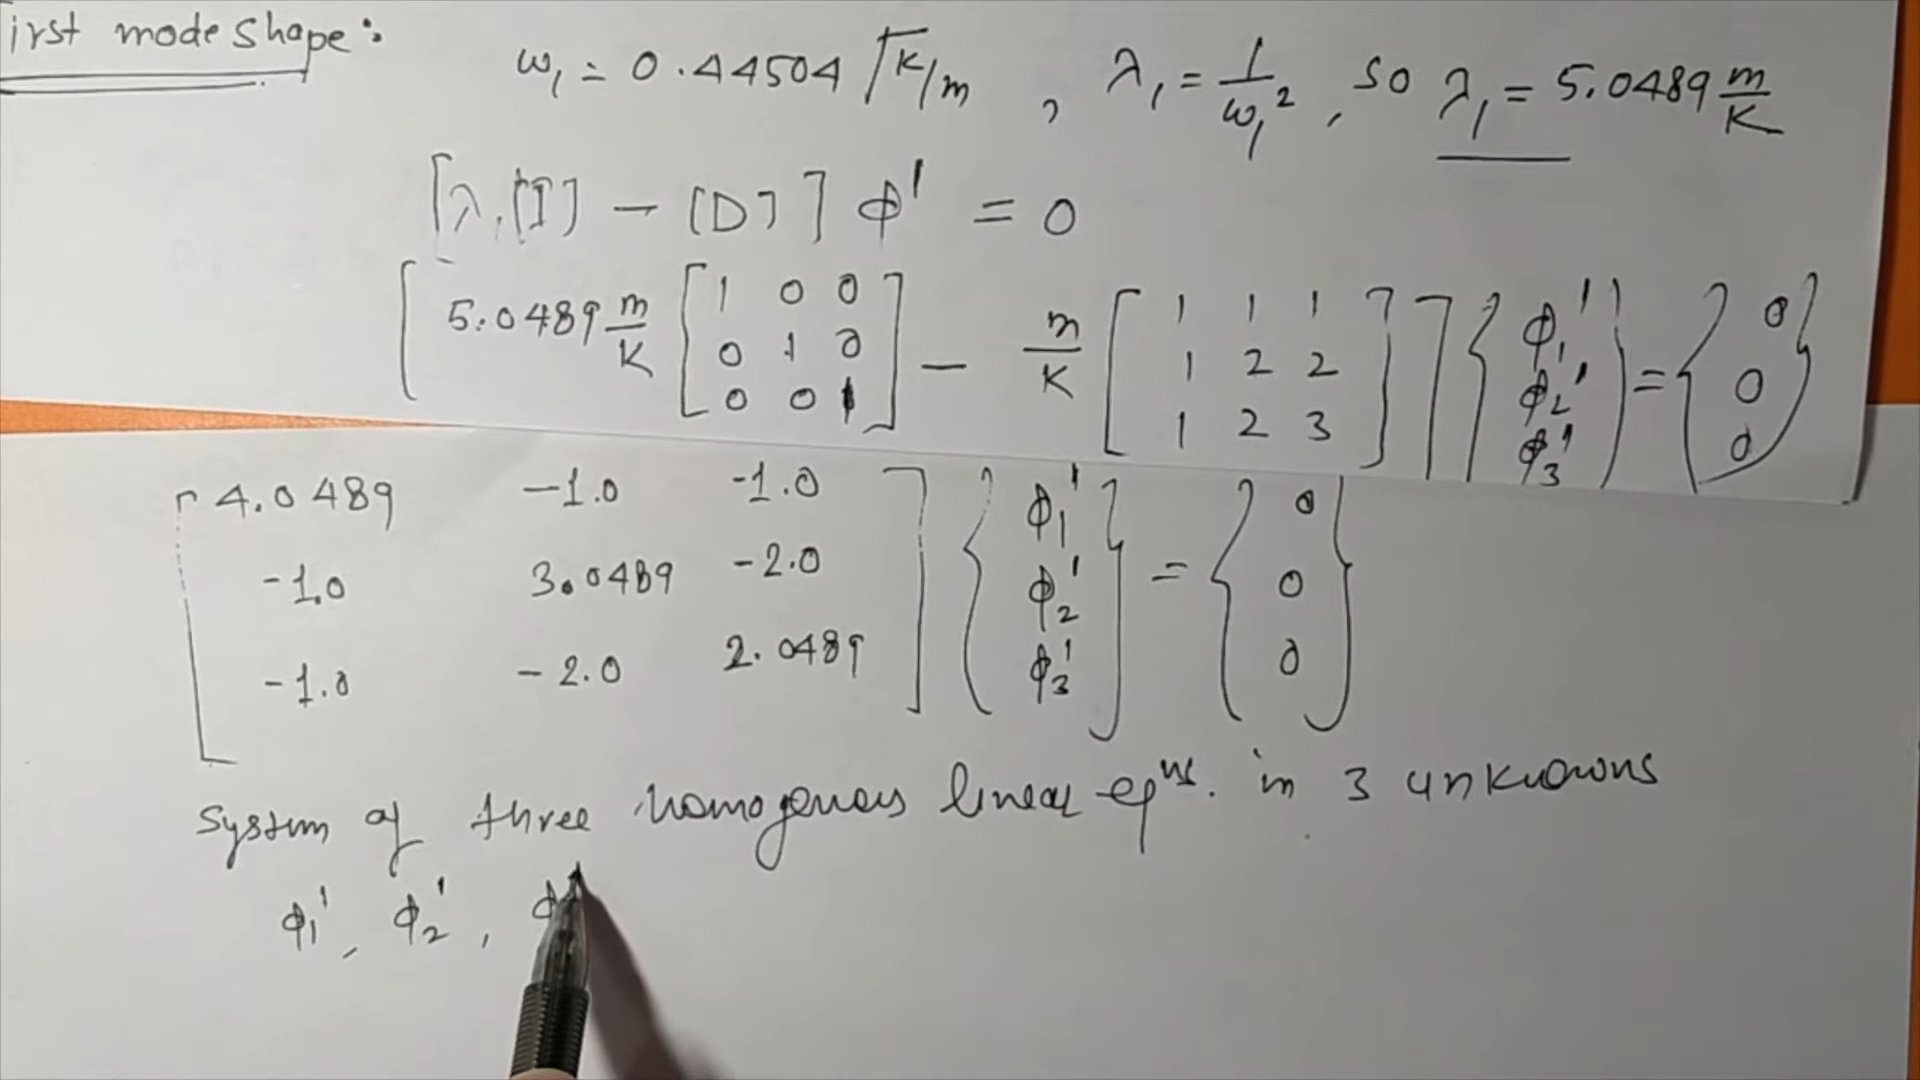 irst mode shape:
ω₁ = 0.44504 √K/m , λ₁ = 1/ω₁² , so λ₁ = 5.0489 m/K
[λ₁[I] - [D]] φ¹ = 0
[5.0489 m/K [1 0 0; 0 1 0; 0 0 1] - m/K [1 1 1; 1 2 2; 1 2 3]] {φ₁¹; φ₂¹; φ₃¹} = {0; 0; 0}
[4.0489 -1.0 -1.0
-1.0 3.0489 -2.0
-1.0 -2.0 2.0489] {φ₁¹; φ₂¹; φ₃¹} = {0; 0; 0}
System of three homogenous linear eqⁿˢ. in 3 unknowns
φ₁¹, φ₂¹,